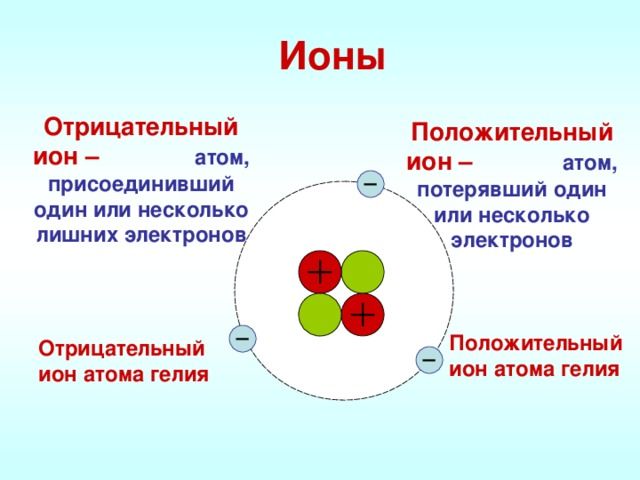 Ионы
Отрицательный
ион – атом,
присоединивший
один или несколько
лишних электронов
Положительный
ион – атом,
потерявший один
или несколько
электронов
–
+
+
–
–
Отрицательный
ион атома гелия
Положительный
ион атома гелия